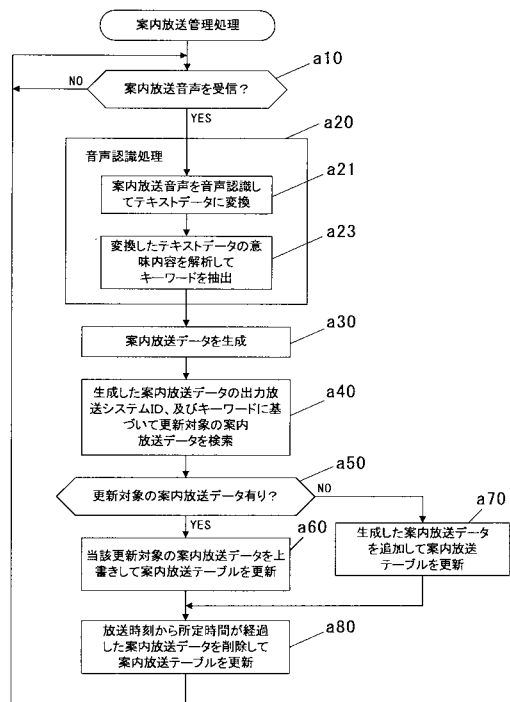 案内放送管理処理
a10
案内放送音声を受信?
NO
YES
a20
音声認識処理
a21
案内放送音声を音声認識し
てテキストデータに変換
a23
変換したテキストデータの意
味内容を解析して
キーワードを抽出
a30
案内放送データを生成
a40
生成した案内放送データの出力放
送システムID、及びキーワードに基
づいて更新対象の案内
放送データを検索
a50
更新対象の案内放送データ有り?
NO
YES
a60
a70
当該更新対象の案内放送データを上
書きして案内放送テーブルを更新
生成した案内放送データ
を追加して案内放送
テーブルを更新
a80
放送時刻から所定時間が経過
した案内放送データを削除して
案内放送テーブルを更新